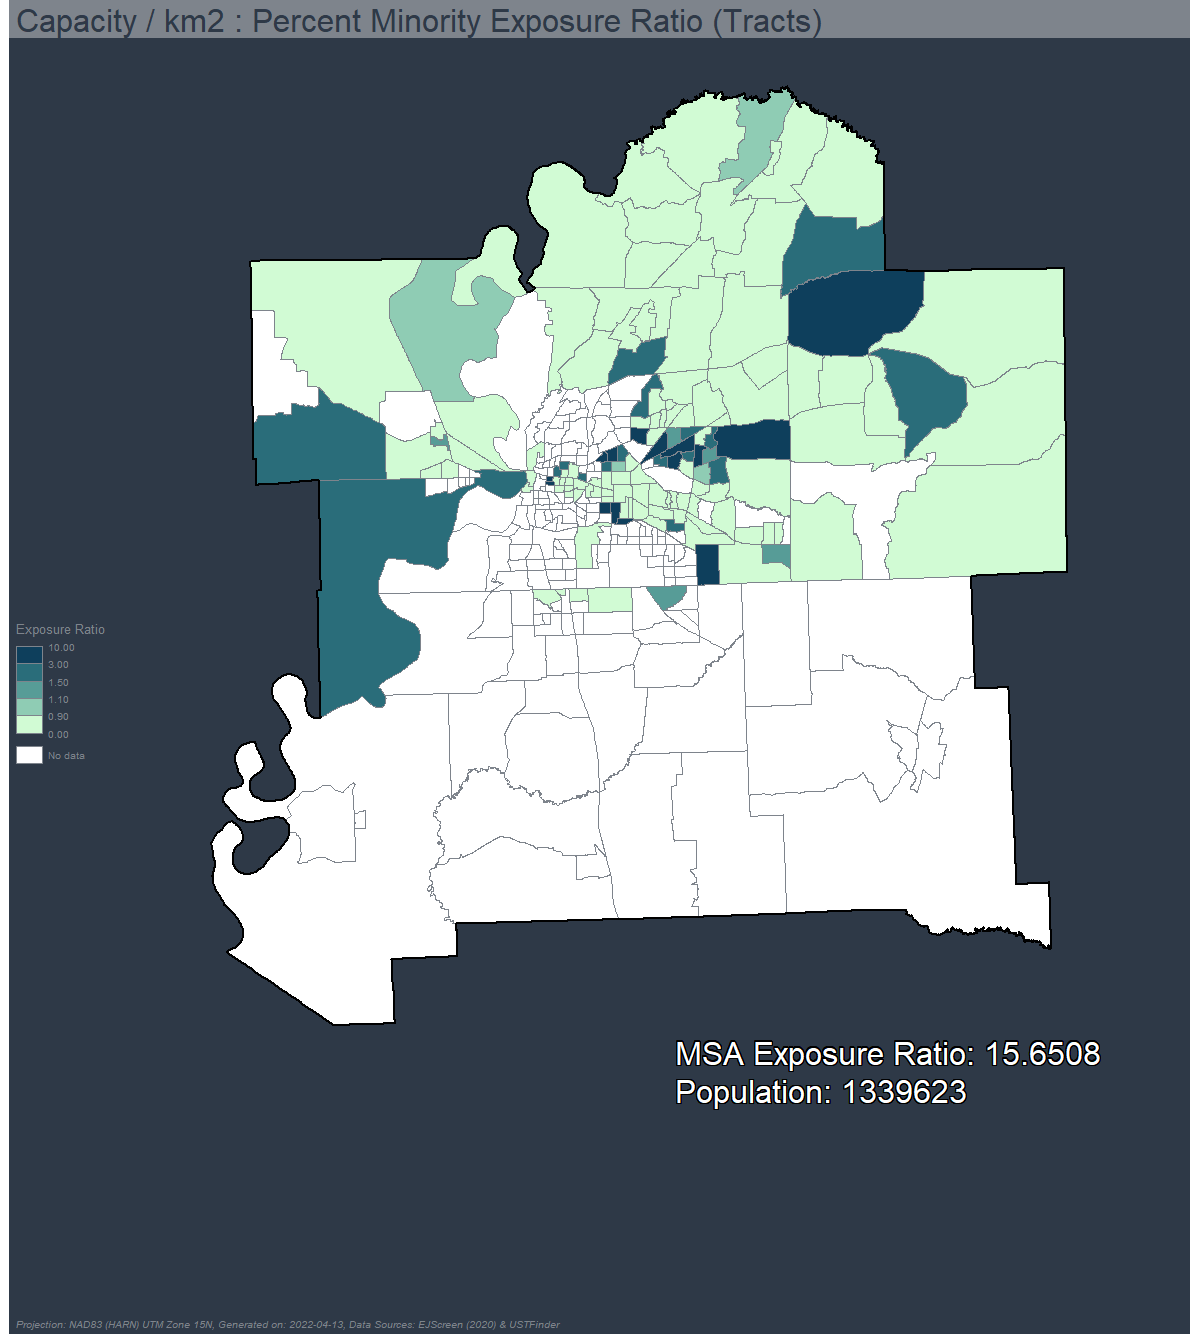 Capacity / km2 : Percent Minority Exposure Ratio (Tracts)
Exposure Ratio
10.00
3.00
1.50
1.10
0.90
0.00
No data
MSA Exposure Ratio: 15.6508
Population: 1339623
Projection: NAD83 (HARN) UTM Zone 15N, Generated on: 2022-04-13, Data Sources: EJScreen (2020) & USTFinder